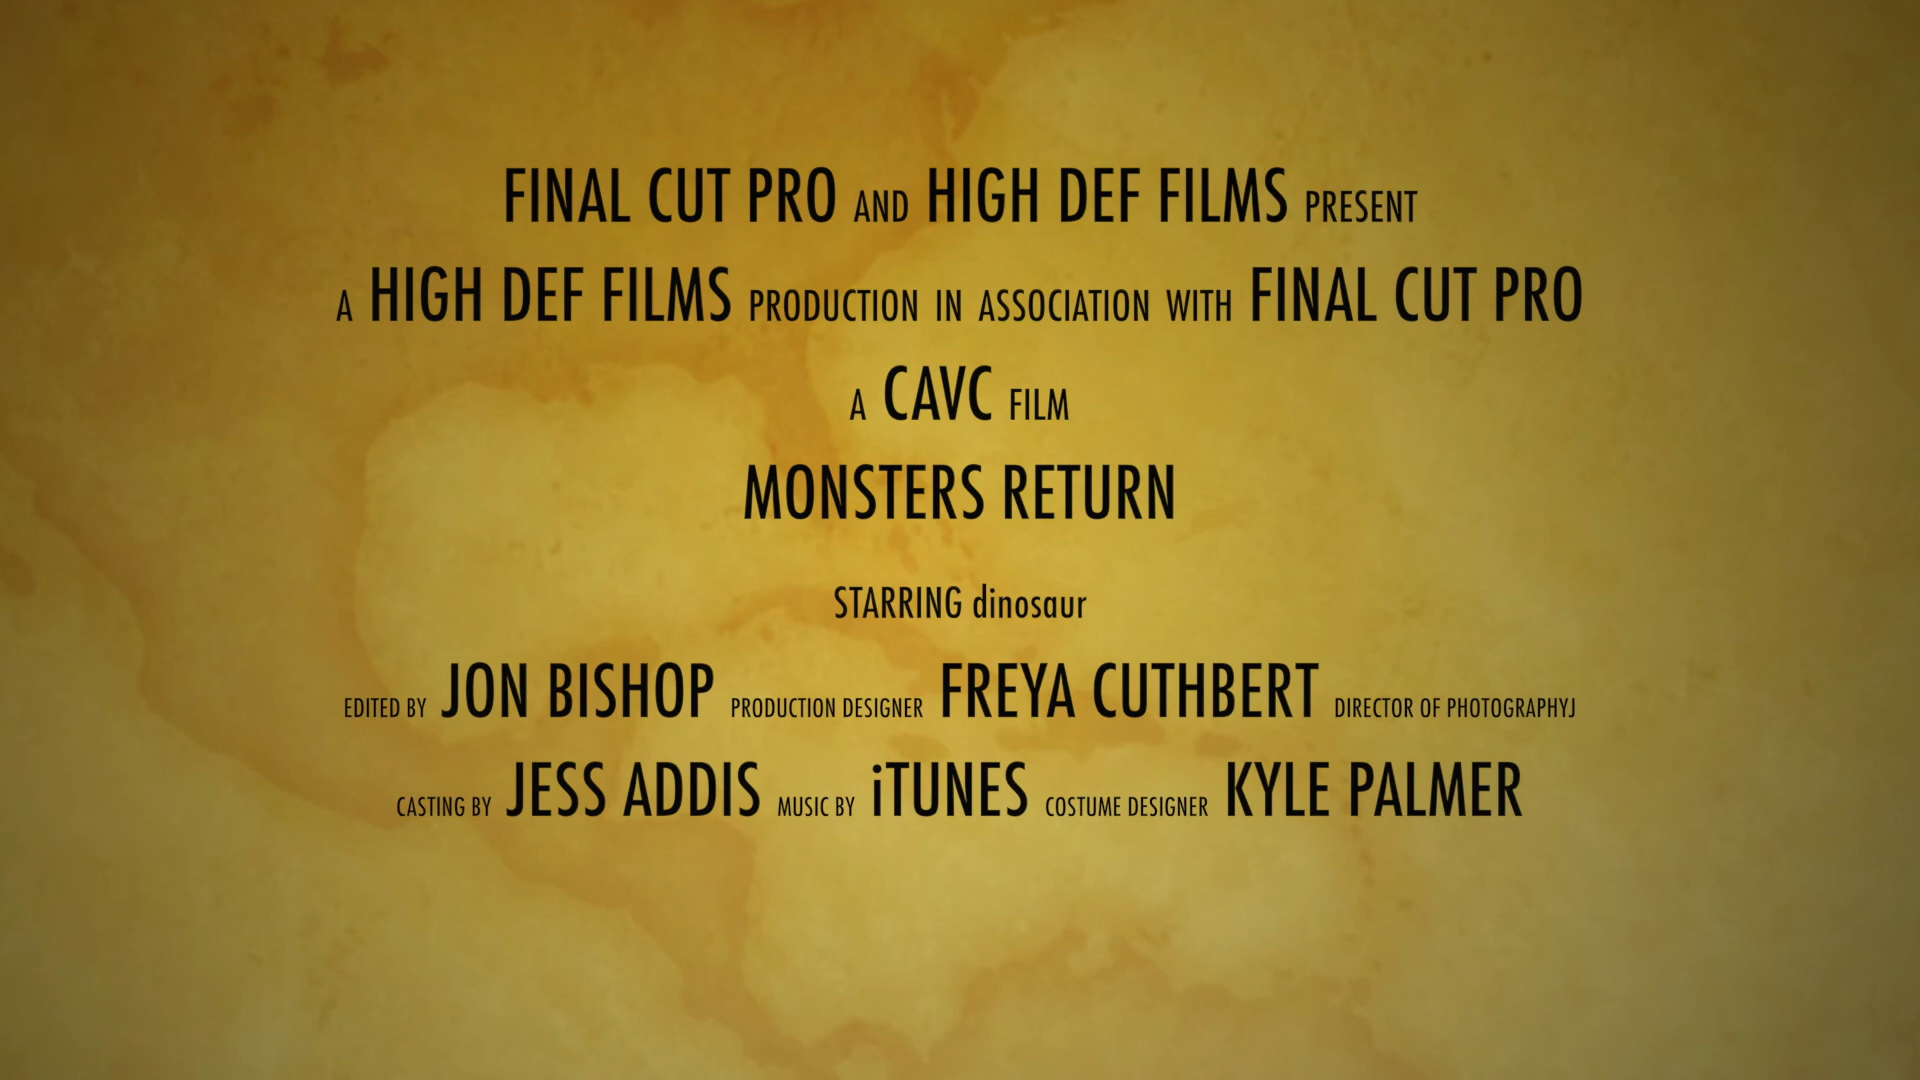 FINAL CUT PRO AND HIGH DEF FILMS PRESENT
A HIGH DEF FILMS PRODUCTION IN ASSOCIATION WITH FINAL CUT PRO
A CAVC FILM
MONSTERS RETURN
STARRING dinosaur
EDITED BY JON BISHOP PRODUCTION DESIGNER FREYA CUTHBERT DIRECTOR OF PHOTOGRAPHYJ
CASTING BY JESS ADDIS MUSIC BY iTUNES COSTUME DESIGNER KYLE PALMER